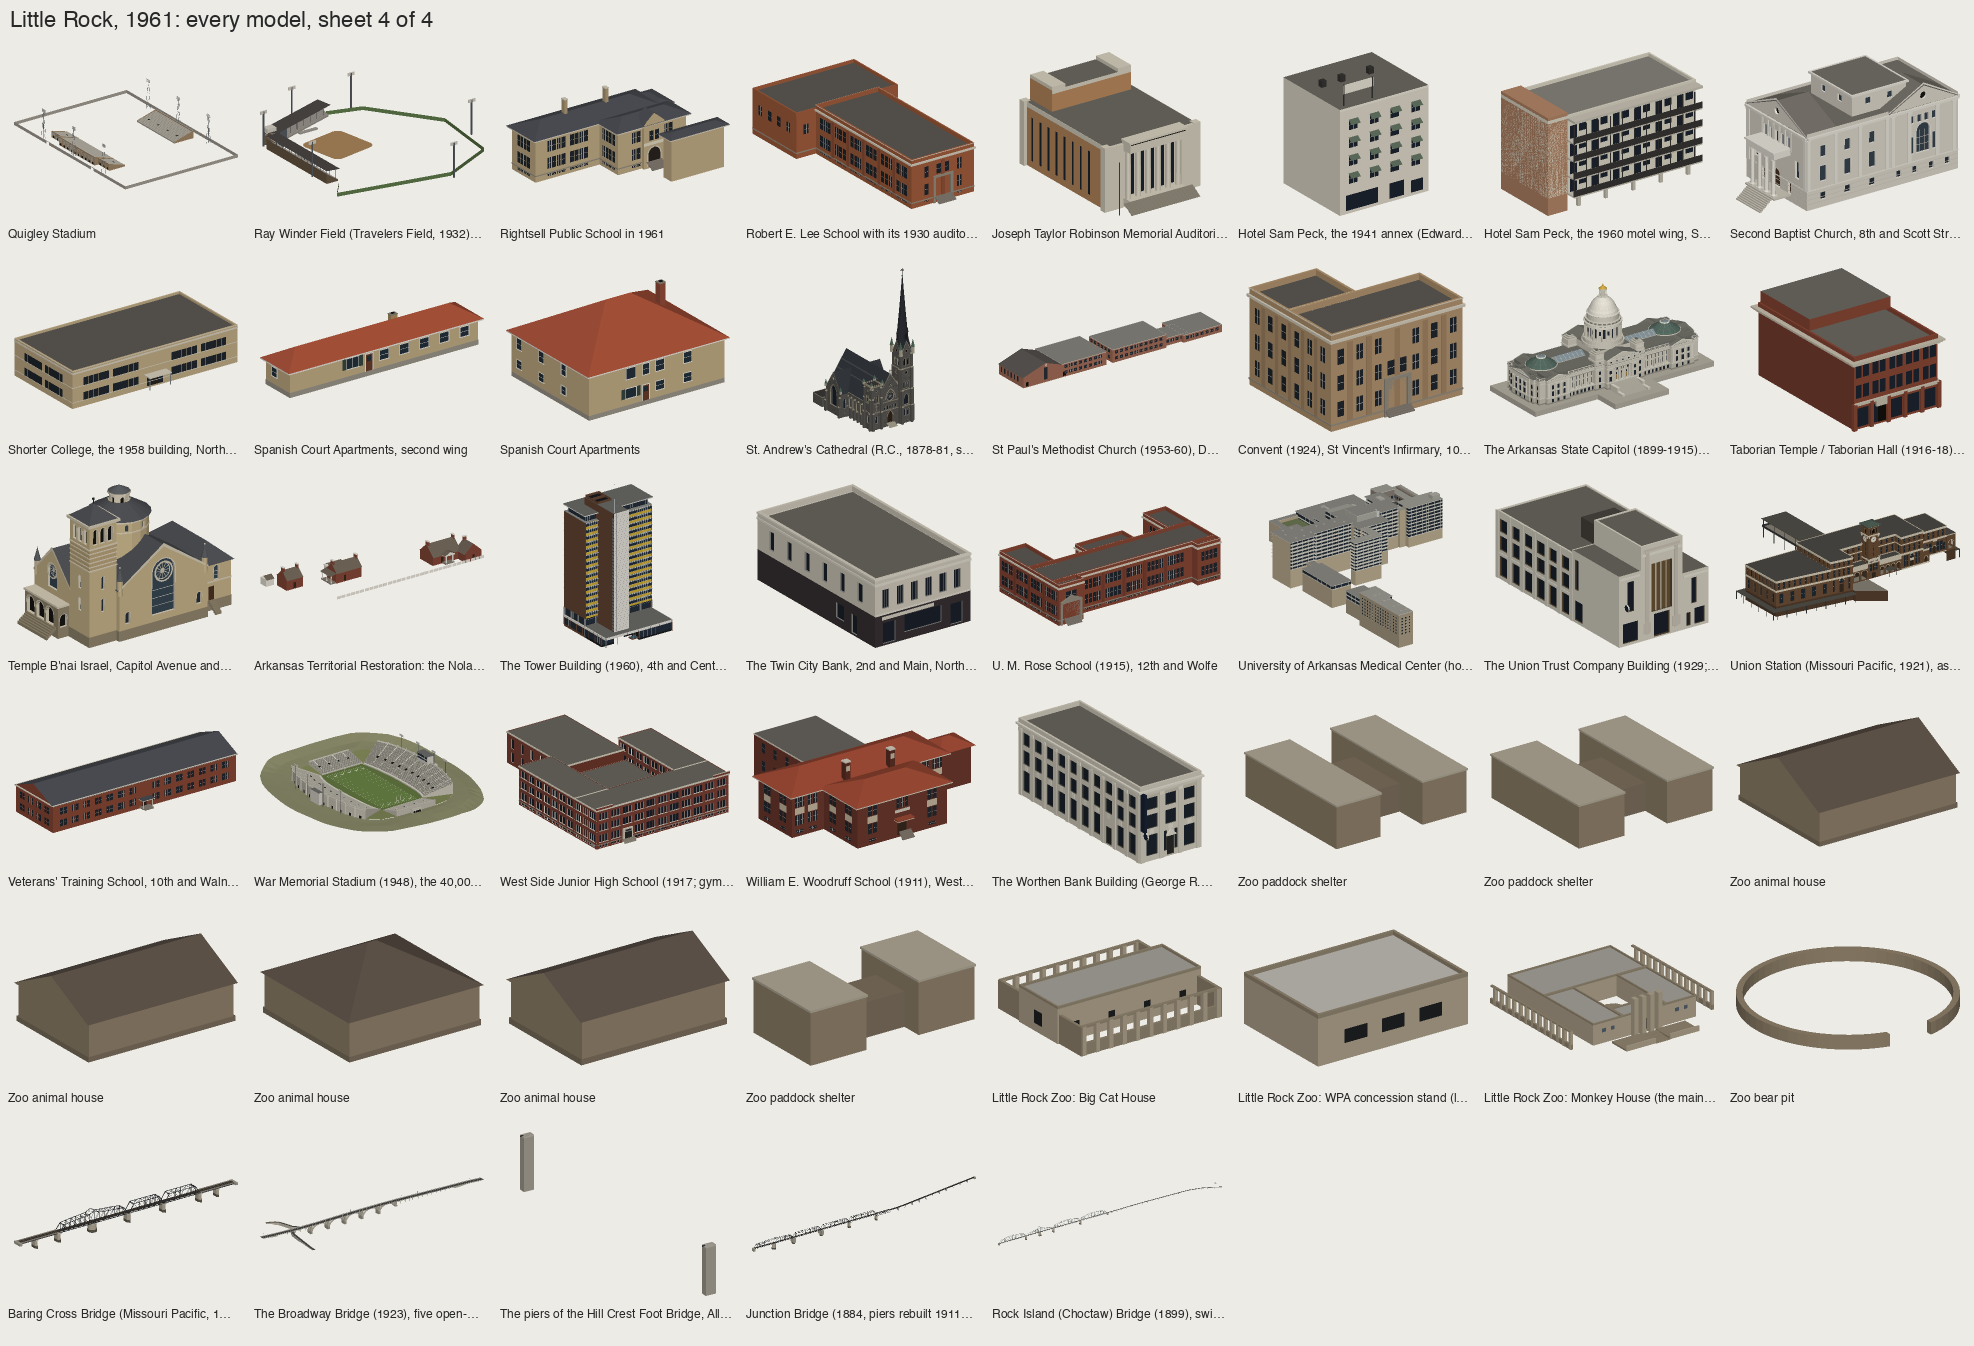 Little Rock, 1961: every model, sheet 4 of 4
Quigley Stadium
Ray Winder Field (Travelers Field, 1932)...
Rightsell Public School in 1961
Robert E. Lee School with its 1930 audito...
Joseph Taylor Robinson Memorial Auditori...
Hotel Sam Peck, the 1941 annex (Edward...
Hotel Sam Peck, the 1960 motel wing, S...
Second Baptist Church, 8th and Scott Str...
Shorter College, the 1958 building, North...
Spanish Court Apartments, second wing
Spanish Court Apartments
St. Andrew's Cathedral (R.C., 1878-81, s...
St Paul's Methodist Church (1953-60), D...
Convent (1924), St Vincent's Infirmary, 10...
The Arkansas State Capitol (1899-1915)...
Taborian Temple / Taborian Hall (1916-18)...
Temple B'nai Israel, Capitol Avenue and...
Arkansas Territorial Restoration: the Nola...
The Tower Building (1960), 4th and Cent...
The Twin City Bank, 2nd and Main, North...
U. M. Rose School (1915), 12th and Wolfe
University of Arkansas Medical Center (ho...
The Union Trust Company Building (1929;...
Union Station (Missouri Pacific, 1921), as...
Veterans' Training School, 10th and Waln...
War Memorial Stadium (1948), the 40,00...
West Side Junior High School (1917; gym...
William E. Woodruff School (1911), West...
The Worthen Bank Building (George R....
Zoo paddock shelter
Zoo paddock shelter
Zoo animal house
Zoo animal house
Zoo animal house
Zoo animal house
Zoo paddock shelter
Little Rock Zoo: Big Cat House
Little Rock Zoo: WPA concession stand (l...
Little Rock Zoo: Monkey House (the main...
Zoo bear pit
Baring Cross Bridge (Missouri Pacific, 1...
The Broadway Bridge (1923), five open-...
The piers of the Hill Crest Foot Bridge, All...
Junction Bridge (1884, piers rebuilt 1911...
Rock Island (Choctaw) Bridge (1899), swi...